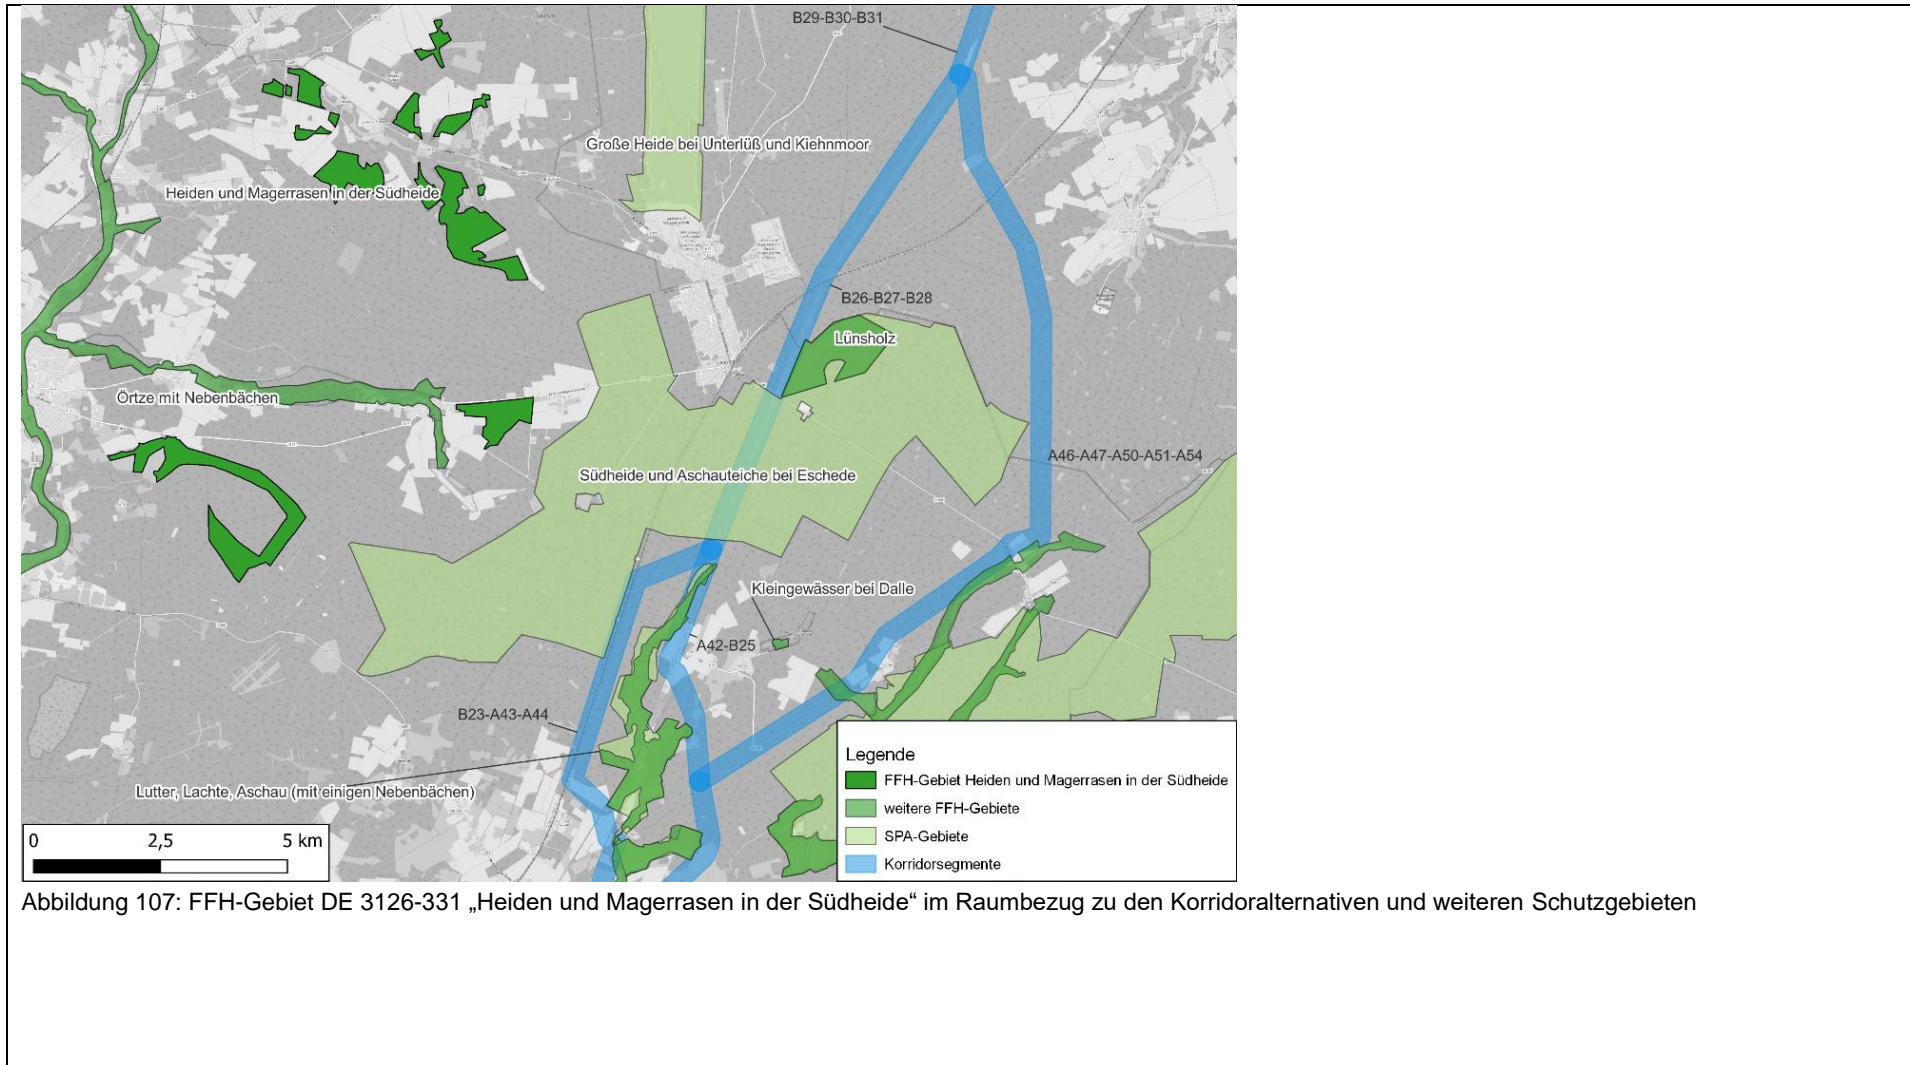 B29-B30-B31
Große Heide bei Unterlüß und Kiehnmoor
Heiden und Magerrasen in der Südheide
B26-B27-B28
Lünsholz
Örtze mit Nebenbächen
A46-A47-A50-A51-A54
Südheide und Aschauteiche bei Eschede
Kleingewässer bei Dalle
A42-B25
B23-A43-A44
Lutter, Lachte, Aschau (mit einigen Nebenbächen)
0 2,5 5 km
Legende
FFH-Gebiet Heiden und Magerrasen in der Südheide
weitere FFH-Gebiete
SPA-Gebiete
Korridorsegmente
Abbildung 107: FFH-Gebiet DE 3126-331 „Heiden und Magerrasen in der Südheide“ im Raumbezug zu den Korridoralternativen und weiteren Schutzgebieten